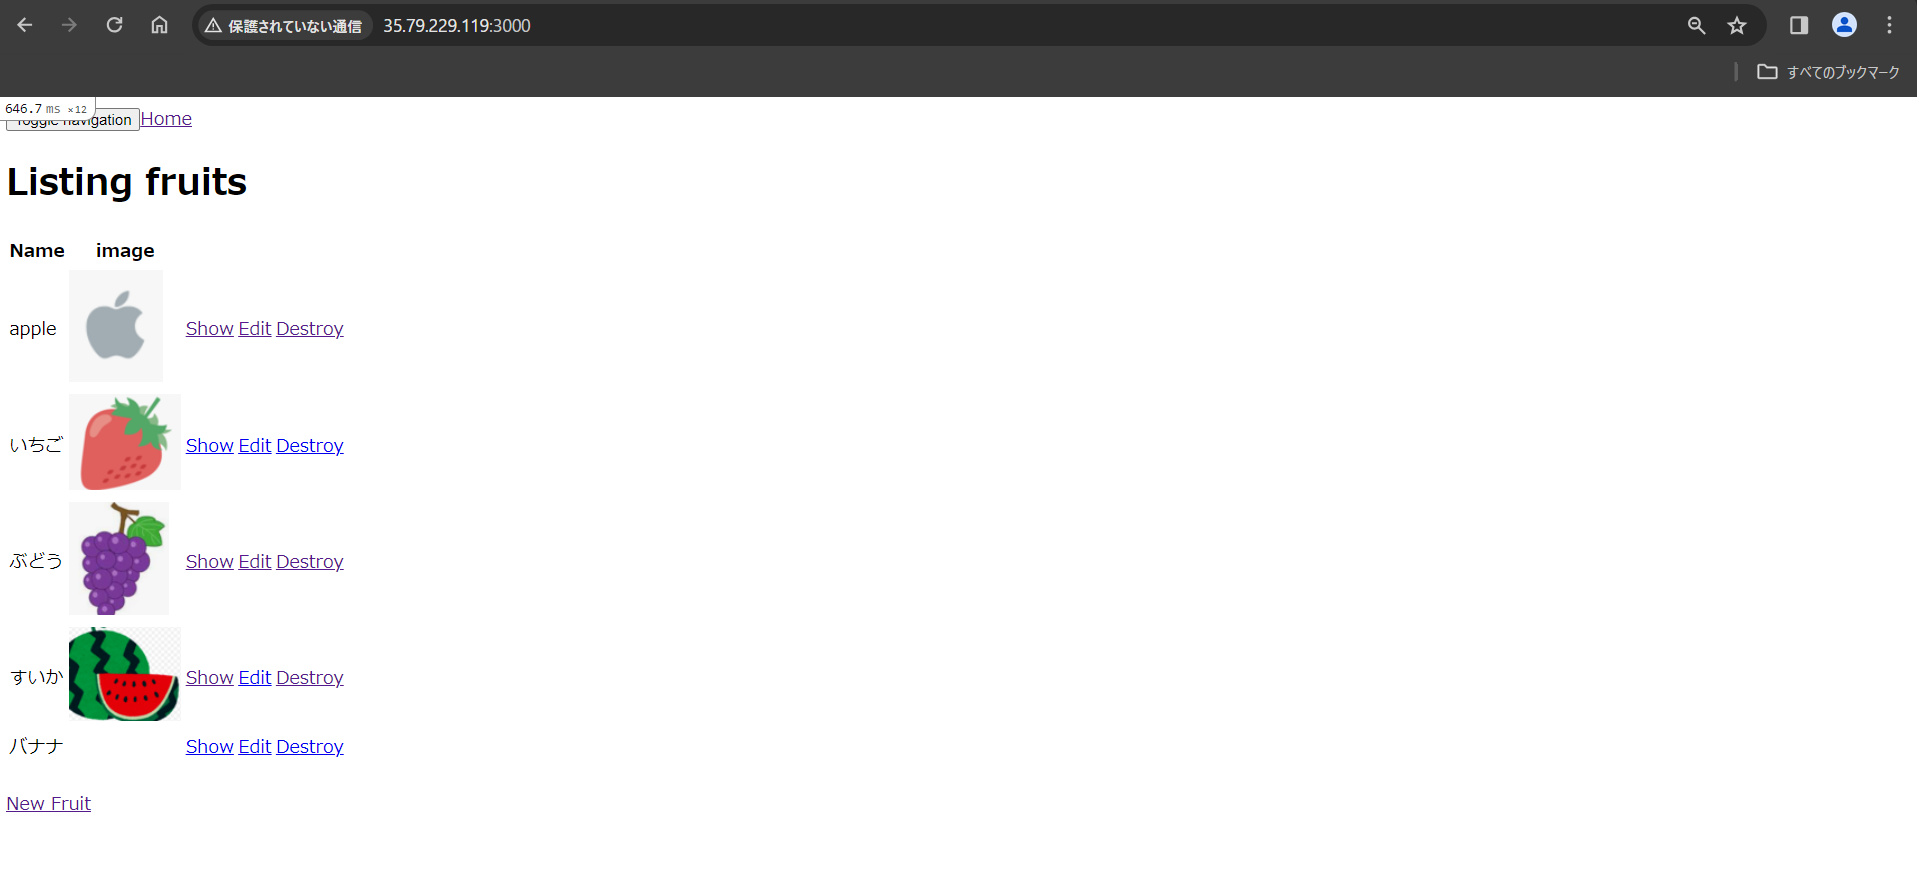 保護されていない通信 35.79.229.119:3000
すべてのブックマーク
646.7 ms ×12
Toggle navigation Home
Listing fruits
Name image
apple Show Edit Destroy
いちご Show Edit Destroy
ぶどう Show Edit Destroy
すいか Show Edit Destroy
バナナ Show Edit Destroy
New Fruit